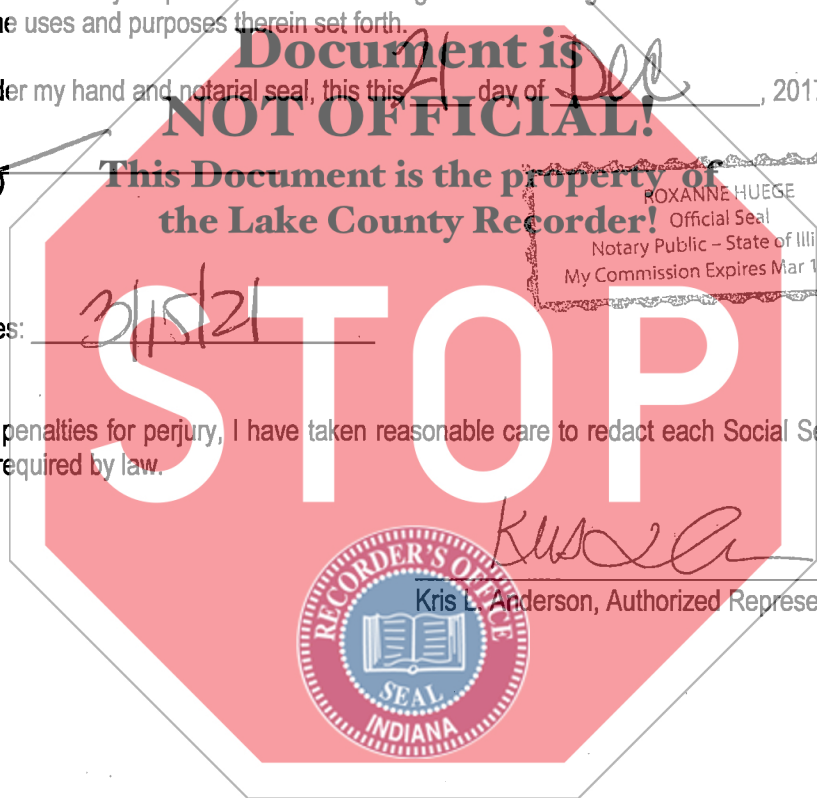 e uses and purposes therein set forth.
Document is
er my hand and notarial seal, this this 21 day of Dec, 2017
NOT OFFICIAL!
This Document is the property of
the Lake County Recorder!
ROXANNE HUEGE
Official Seal
Notary Public – State of Illi
My Commission Expires Mar 1
es: 3/15/21
STOP
penalties for perjury, I have taken reasonable care to redact each Social Se
required by law.
Kris L. Anderson, Authorized Represe
RECORDER'S OFFICE
SEAL
INDIANA